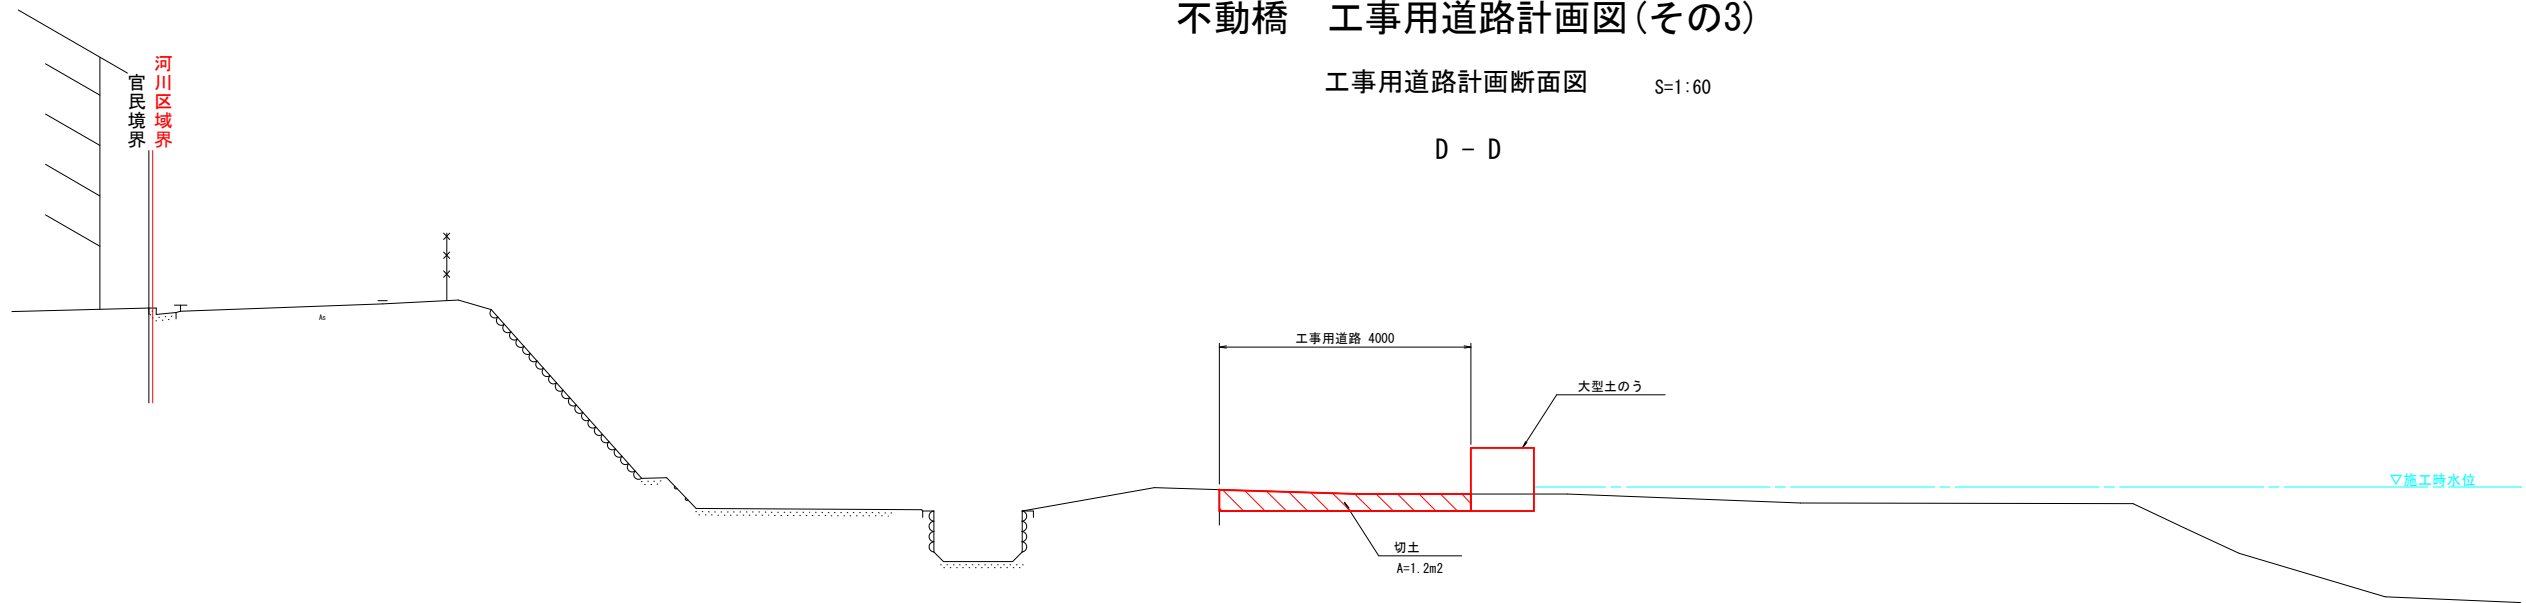 不動橋　工事用道路計画図(その3)
工事用道路計画断面図　S=1:60
D - D
河川区域界
官民境界
As
工事用道路 4000
大型土のう
▽施工時水位
切土
A=1.2m2